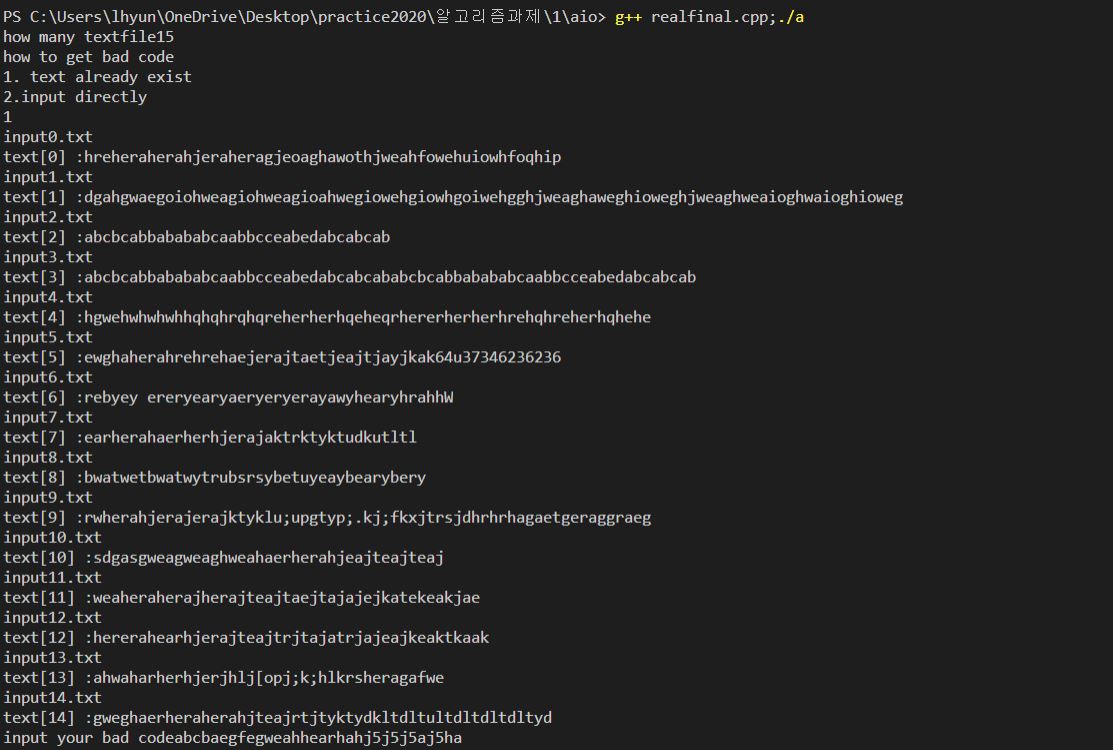 PS C:\Users\lhyun\OneDrive\Desktop\practice2020\알고리즘과제\1\aio> g++ realfinal.cpp;./a
how many textfile15
how to get bad code
1. text already exist
2.input directly
1
input0.txt
text[0] :hreheraherahjeraheragjeoaghawothjweahfowehuiowhfoqhip
input1.txt
text[1] :dgahgwaegoiohweagiohweagioahwegiowehgiowhgoiwehgghjweaghaweghioweghjweaghweaioghwaioghioweg
input2.txt
text[2] :abcbcabbabababcaabbcceabedabcabcab
input3.txt
text[3] :abcbcabbabababcaabbcceabedabcabcababcbcabbabababcaabbcceabedabcabcab
input4.txt
text[4] :hgwehwhwhwhhqhqhrqhqreherherhqeheqrhererherherhrehqhreherhqhehe
input5.txt
text[5] :ewghaherahrehrehaejerajtaetjeajtjayjkak64u37346236236
input6.txt
text[6] :rebyey ereryearyaeryeryerayawyhearyhrahhW
input7.txt
text[7] :earherahaerherhjerajaktrktyktudkutltl
input8.txt
text[8] :bwatwetbwatwytrubsrsybetuyeaybearybery
input9.txt
text[9] :rwherahjerajerajktyklu;upgtyp;.kj;fkxjtrsjdhrhrhagaetgeraggraeg
input10.txt
text[10] :sdgasgweagweaghweahaerherahjeajteajteaj
input11.txt
text[11] :weaheraherajherajteajtaejtajajejkatekeakjae
input12.txt
text[12] :hererahearhjerajteajtrjtajatrjajeajkeaktkaak
input13.txt
text[13] :ahwaharherhjerjhlj[opj;k;hlkrsheragafwe
input14.txt
text[14] :gweghaerheraherahjteajrtjtyktydkltdltultdltdltdltyd
input your bad codeabcbaegfegweahhearhahj5j5j5aj5ha